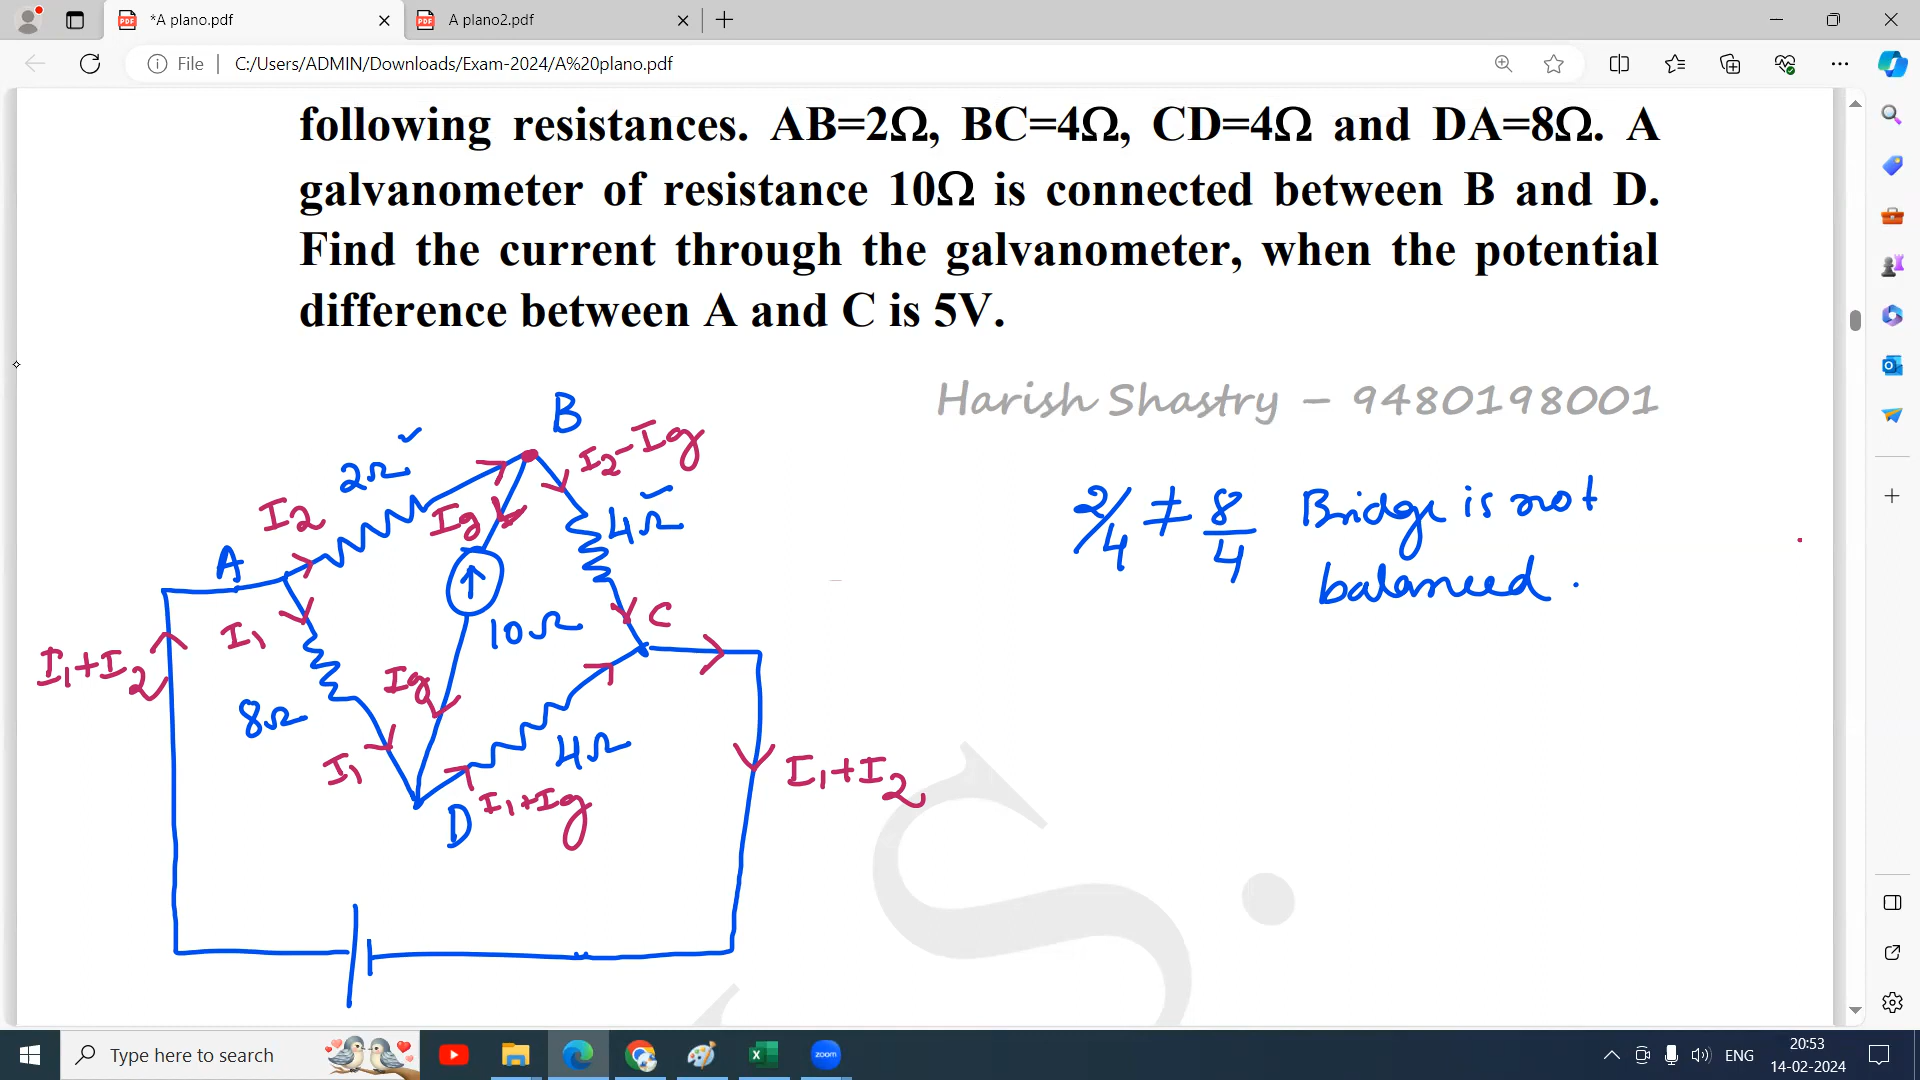 *A plano.pdf
A plano2.pdf
File
C:/Users/ADMIN/Downloads/Exam-2024/A%20plano.pdf
following resistances. AB=2Ω, BC=4Ω, CD=4Ω and DA=8Ω. A
galvanometer of resistance 10Ω is connected between B and D.
Find the current through the galvanometer, when the potential
difference between A and C is 5V.
Harish Shastry – 9480198001
B
I2-Ig
2Ω
I2
Ig
4Ω
A
2/4 ≠ 8/4 Bridge is not
balanced.
I1
10Ω
C
I1+I2
Ig
8Ω
4Ω
I1
I1+I2
D
I1+Ig
S.
Type here to search
zoom
ENG
20:53
14-02-2024